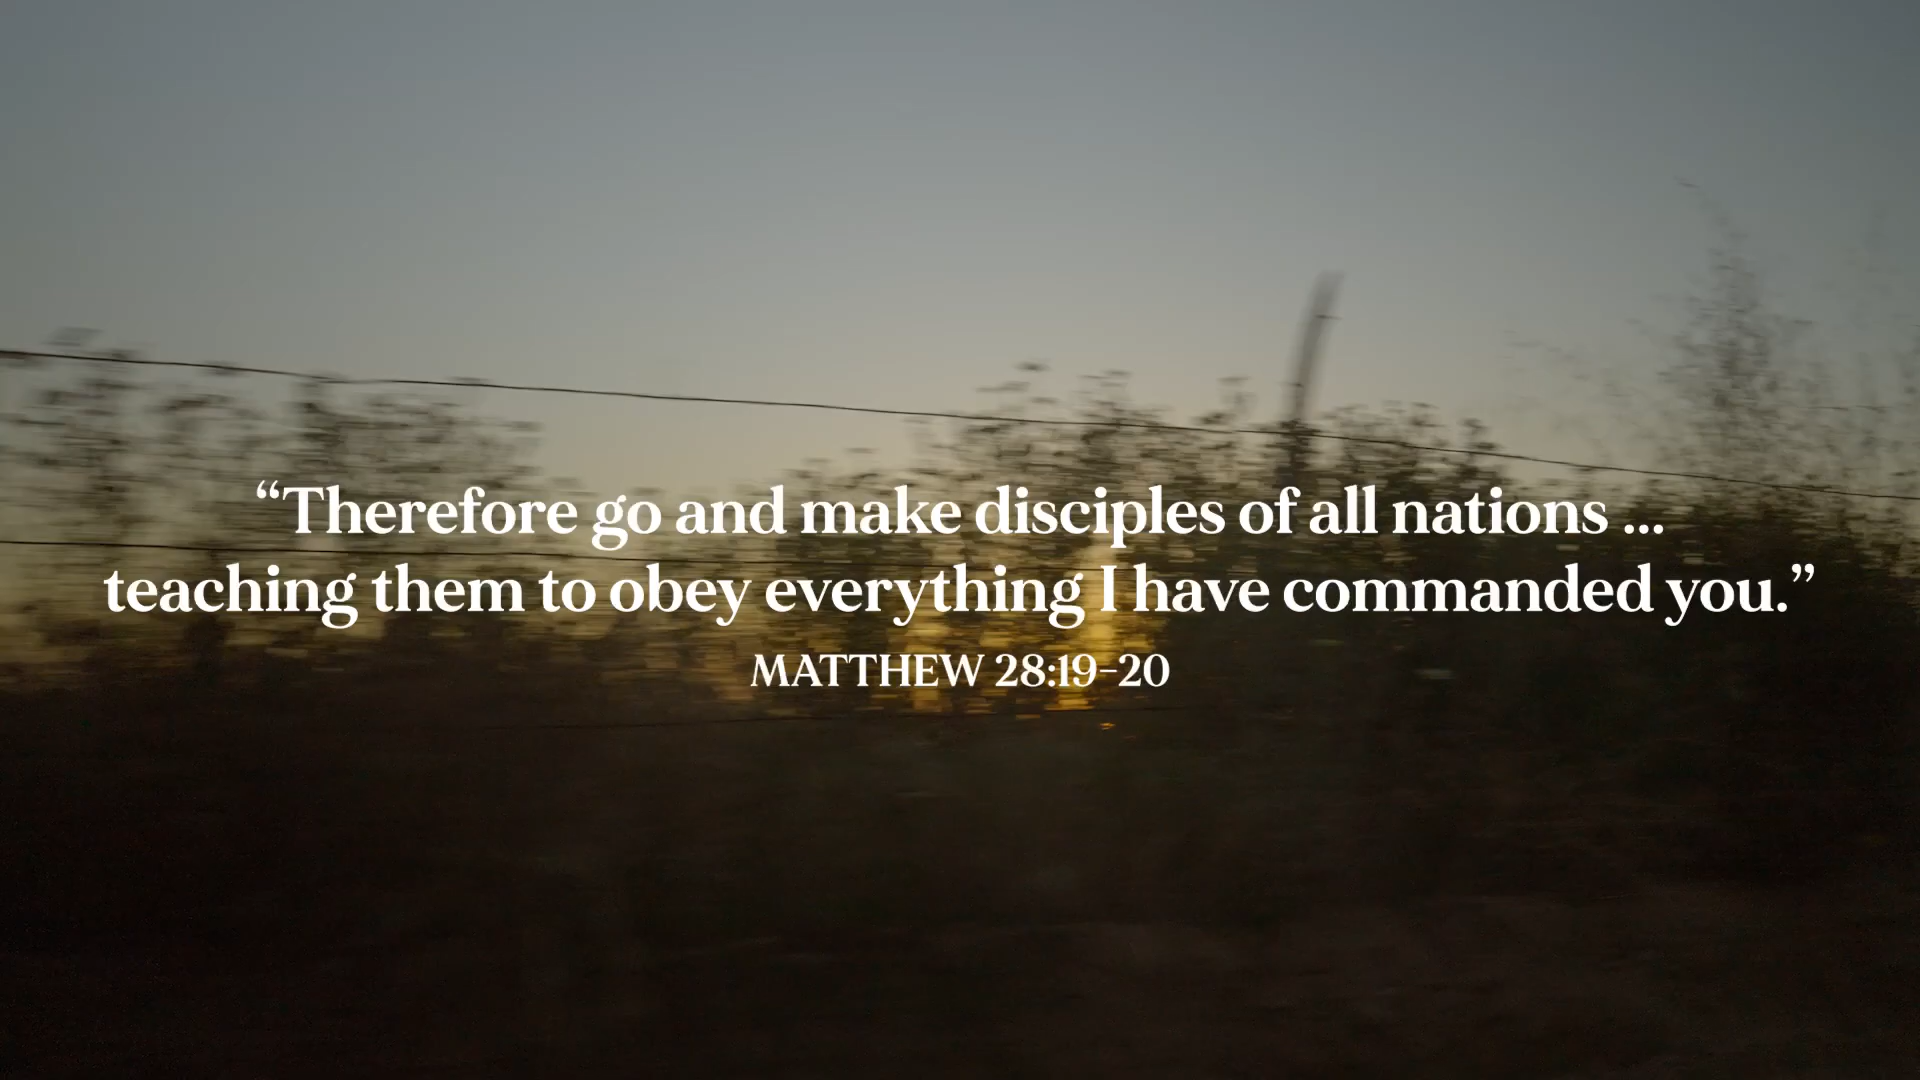 “Therefore go and make disciples of all nations ...
teaching them to obey everything I have commanded you.”
MATTHEW 28:19–20